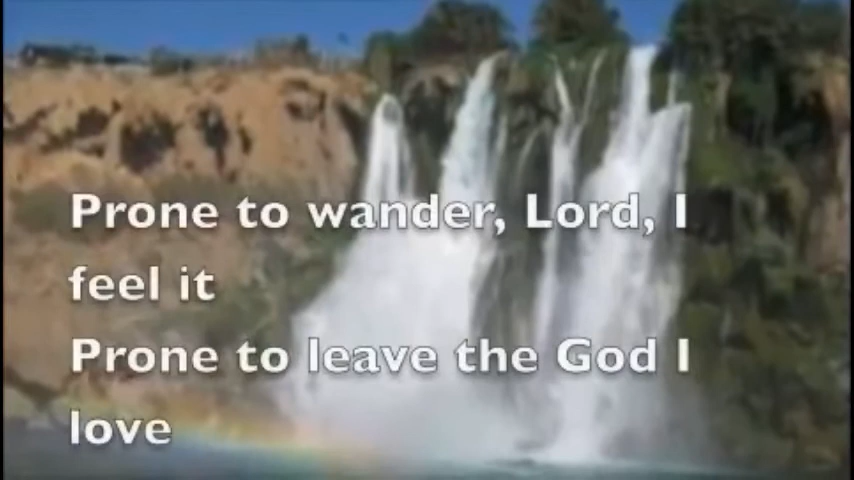 Prone to wander, Lord, I
feel it
Prone to leave the God I
love